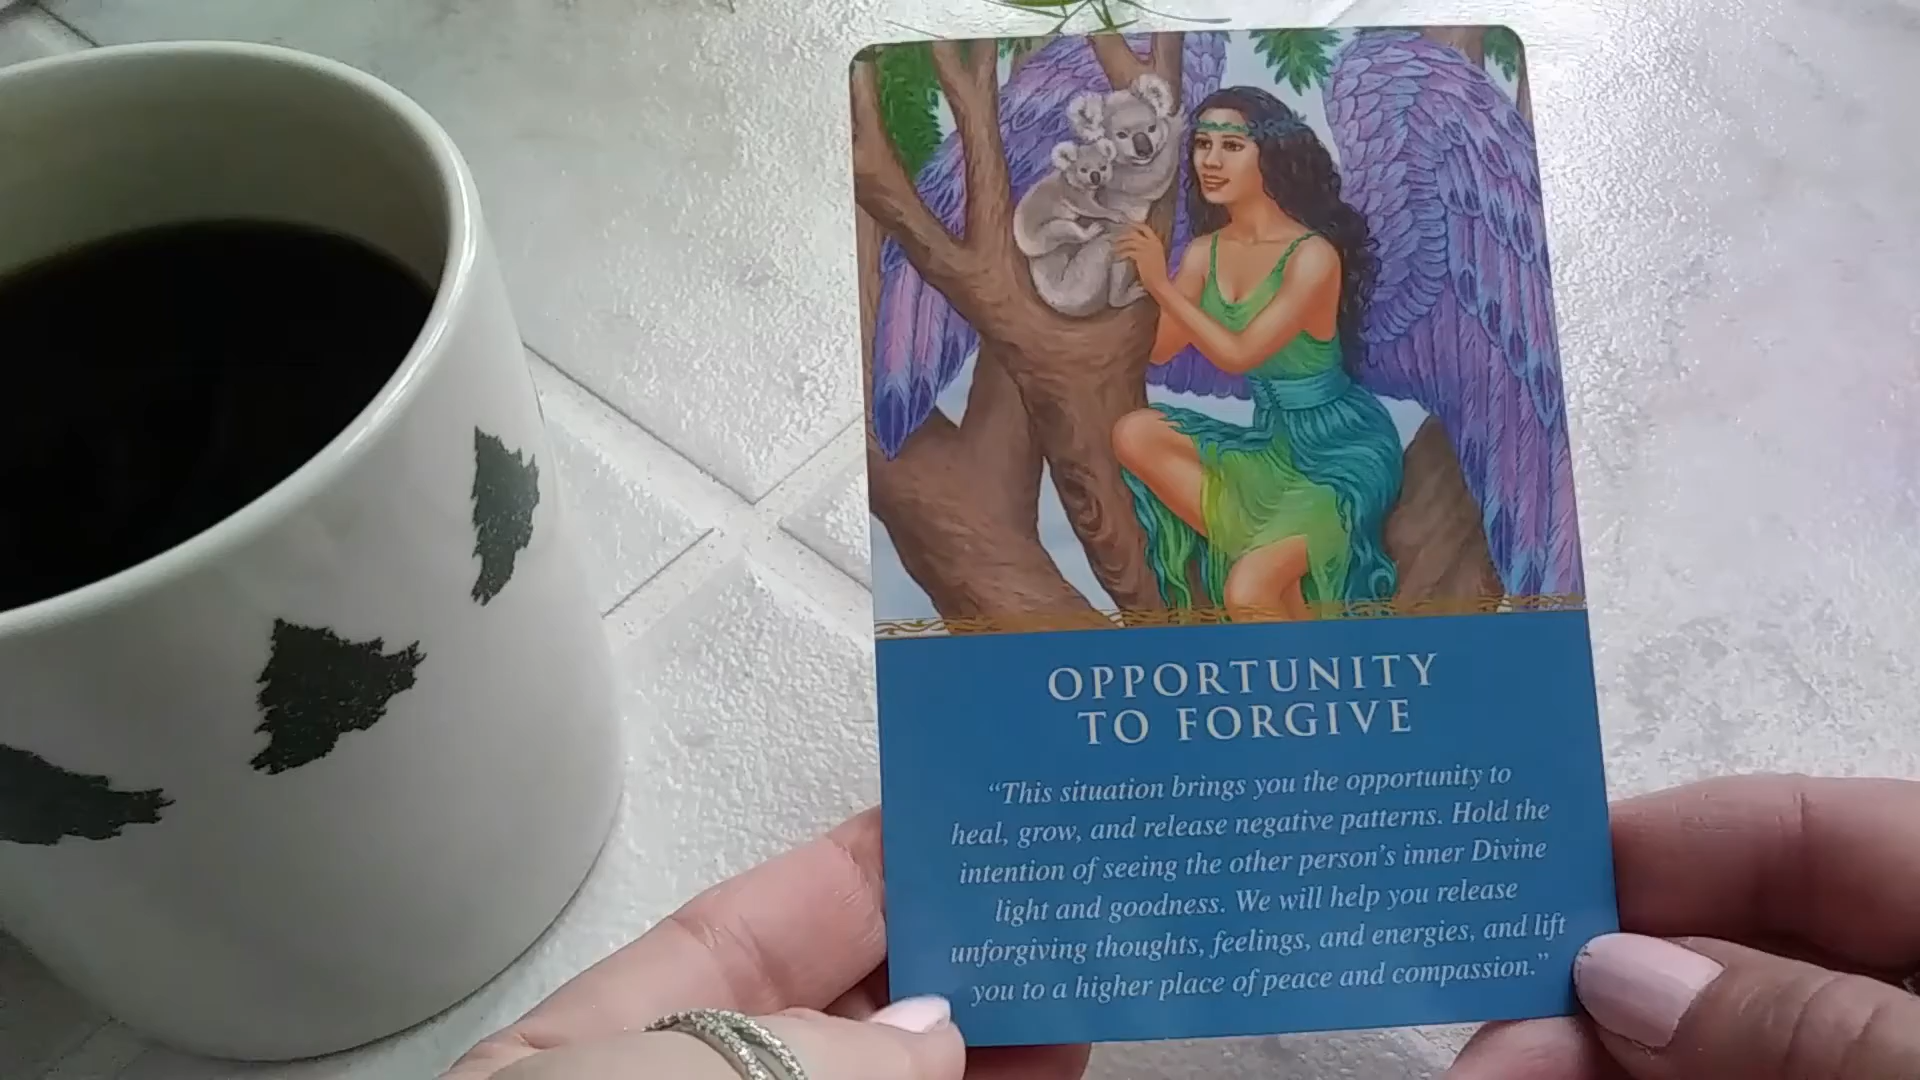 OPPORTUNITY
TO FORGIVE
“This situation brings you the opportunity to
heal, grow, and release negative patterns. Hold the
intention of seeing the other person’s inner Divine
light and goodness. We will help you release
unforgiving thoughts, feelings, and energies, and lift
you to a higher place of peace and compassion.”